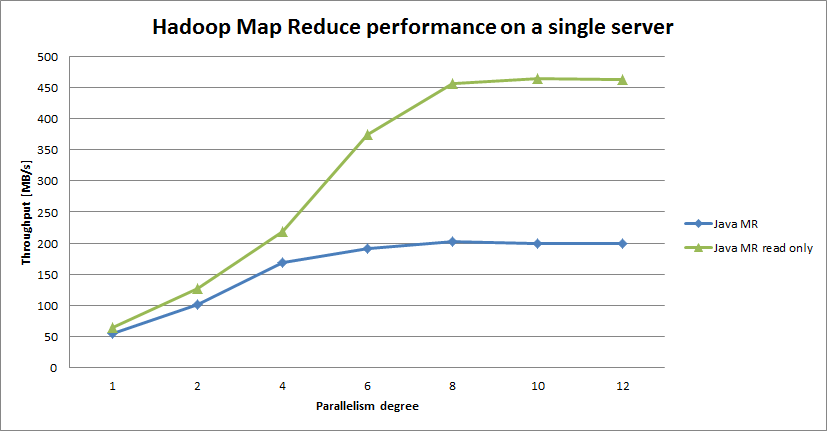 Hadoop Map Reduce performance on a single server
500
450
400
350
300
250
200
150
100
50
0
Throughput [MB/s]
1 2 4 6 8 10 12
Parallelism degree
Java MR
Java MR read only